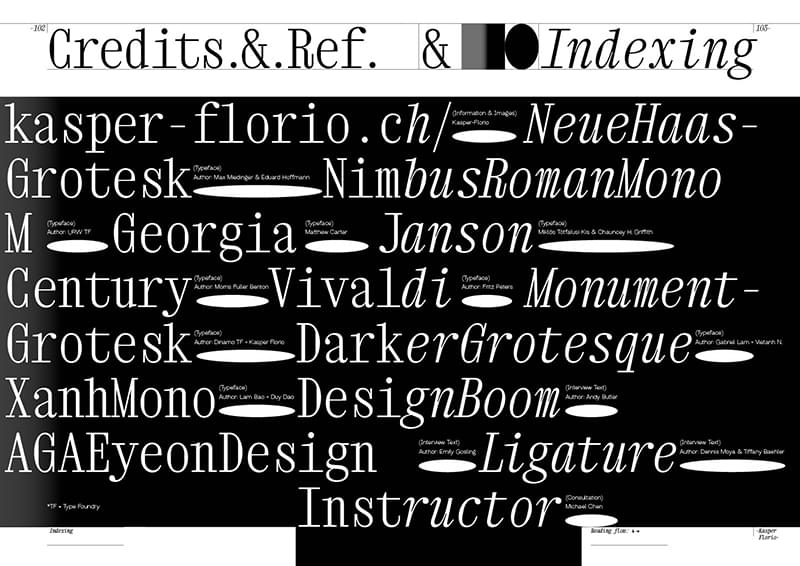 -102
Credits.&.Ref. & Indexing
105-
kasper-florio.ch/ (Information & Images) Kasper-Florio NeueHaas-
Grotesk (Typeface) Author: Max Miedinger & Eduard Hoffmann NimbusRomanMono
M (Typeface) Author: URW TF Georgia (Typeface) Matthew Carter Janson (Typeface) Miklós Tótfalusi Kis & Chauncey H. Griffith
Century (Typeface) Author: Morris Fuller Benton Vivaldi (Typeface) Author: Fritz Peters Monument-
Grotesk (Typeface) Author: Dinamo TF + Kasper Florio DarkerGrotesque (Typeface) Author: Gabriel Lam + Vietanh N.
XanhMono (Typeface) Author: Lam Bao + Duy Dao DesignBoom (Interview Text) Author: Andy Butler
AGAEyeonDesign (Interview Text) Author: Emily Gosling Ligature (Interview Text) Author: Dennis Moya & Tiffany Baehler
Instructor (Consultation) Michael Chen
*TF = Type Foundry
Indexing
Reading flow:
-Kasper
Florio-